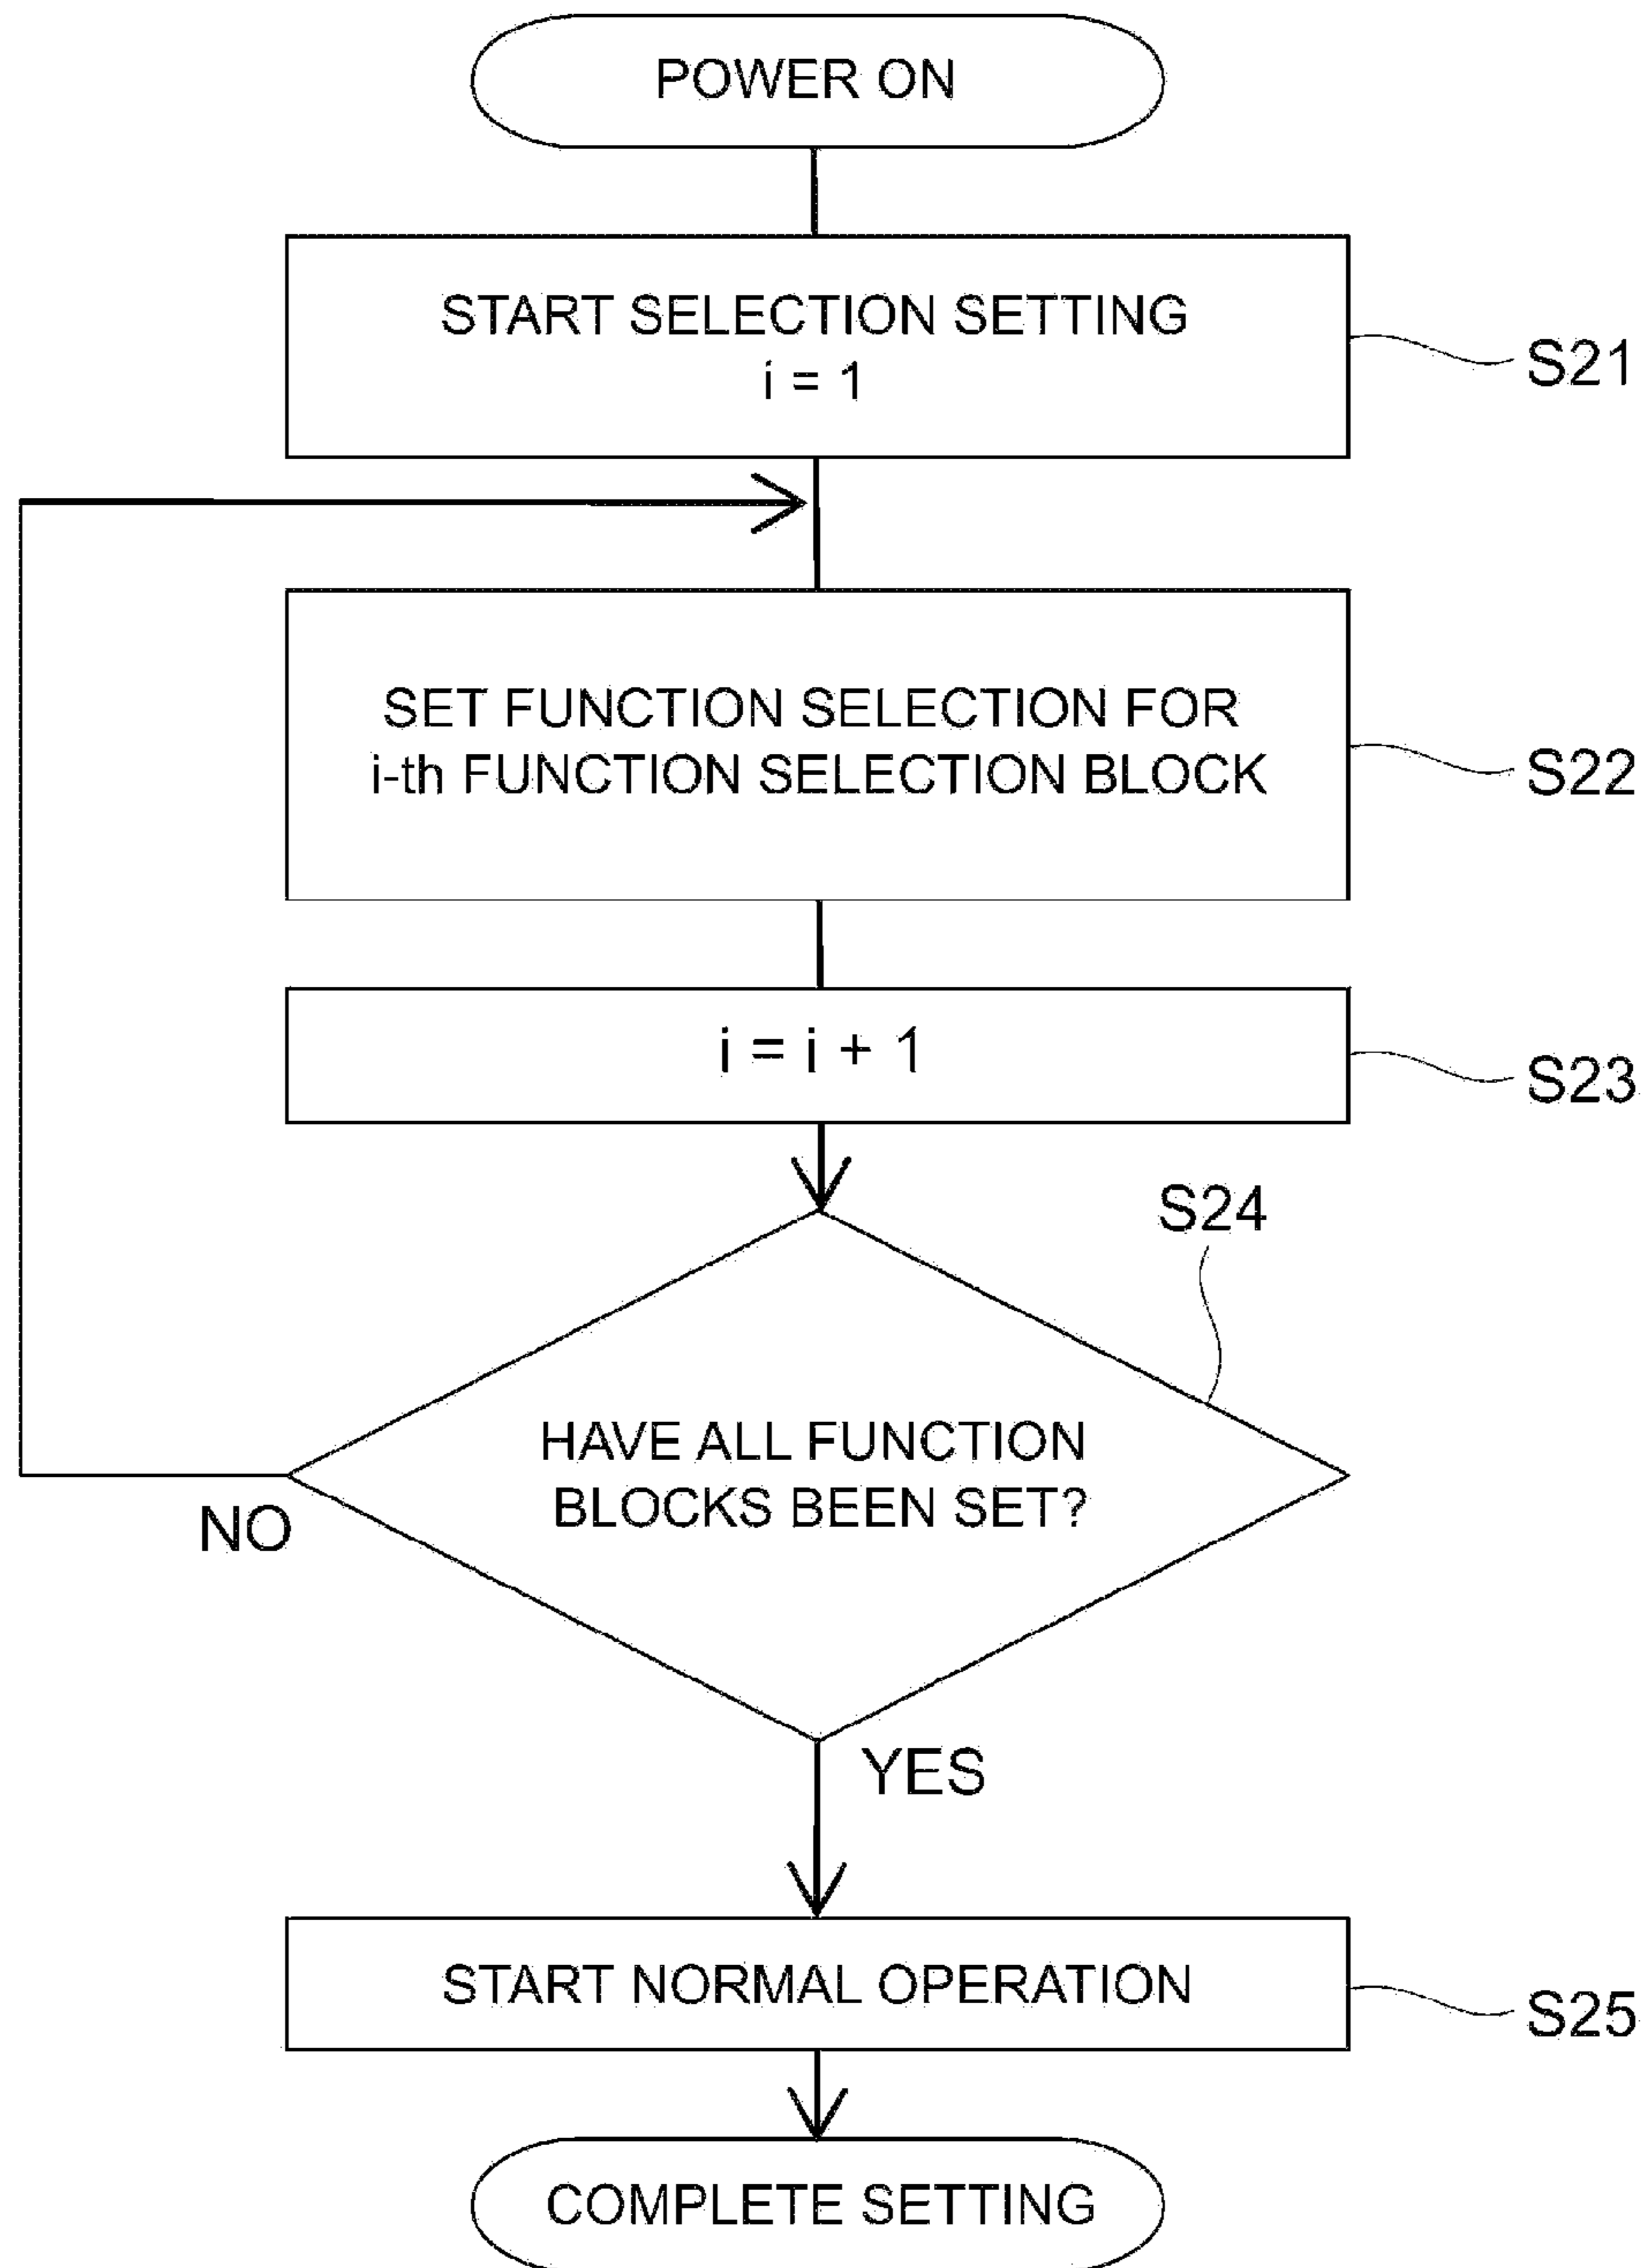 POWER ON
START SELECTION SETTING
i = 1
S21
SET FUNCTION SELECTION FOR
i-th FUNCTION SELECTION BLOCK
S22
i = i + 1
S23
S24
HAVE ALL FUNCTION
BLOCKS BEEN SET?
NO
YES
START NORMAL OPERATION
S25
COMPLETE SETTING